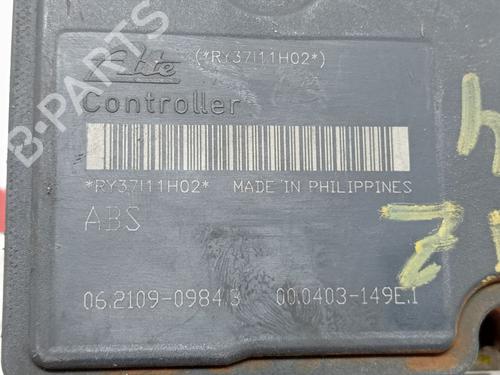 Ate (*RY37I11H02*)
Controller
*RY37I11H02* MADE IN PHILIPPINES
ABS
06.2109-0984.3 00.0403-149E.1
B-PARTS